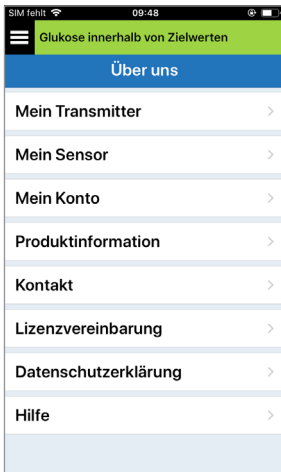 SIM fehlt 09:48
Glukose innerhalb von Zielwerten
Über uns
Mein Transmitter
Mein Sensor
Mein Konto
Produktinformation
Kontakt
Lizenzvereinbarung
Datenschutzerklärung
Hilfe